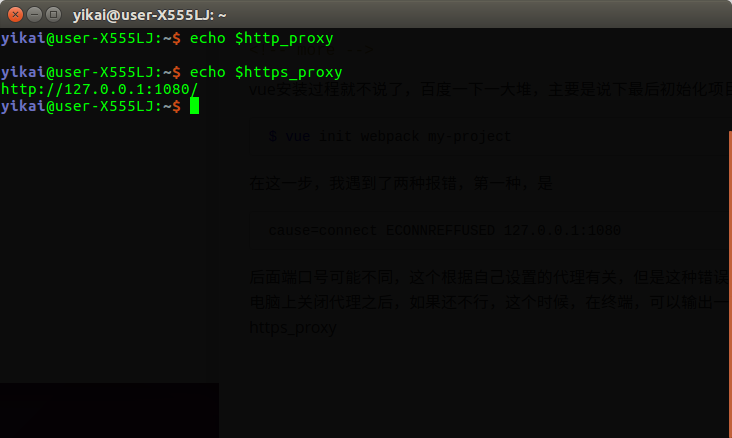 yikai@user-X555LJ: ~
yikai@user-X555LJ:~$ echo $http_proxy
yikai@user-X555LJ:~$ echo $https_proxy
http://127.0.0.1:1080/
yikai@user-X555LJ:~$
vue安装过程就不说了，百度一下一大堆，主要是说下最后初始化项目
$ vue init webpack my-project
在这一步，我遇到了两种报错，第一种，是
cause=connect ECONNREFFUSED 127.0.0.1:1080
后面端口号可能不同，这个根据自己设置的代理有关，但是这种错误
电脑上关闭代理之后，如果还不行，这个时候，在终端，可以输出一
https_proxy